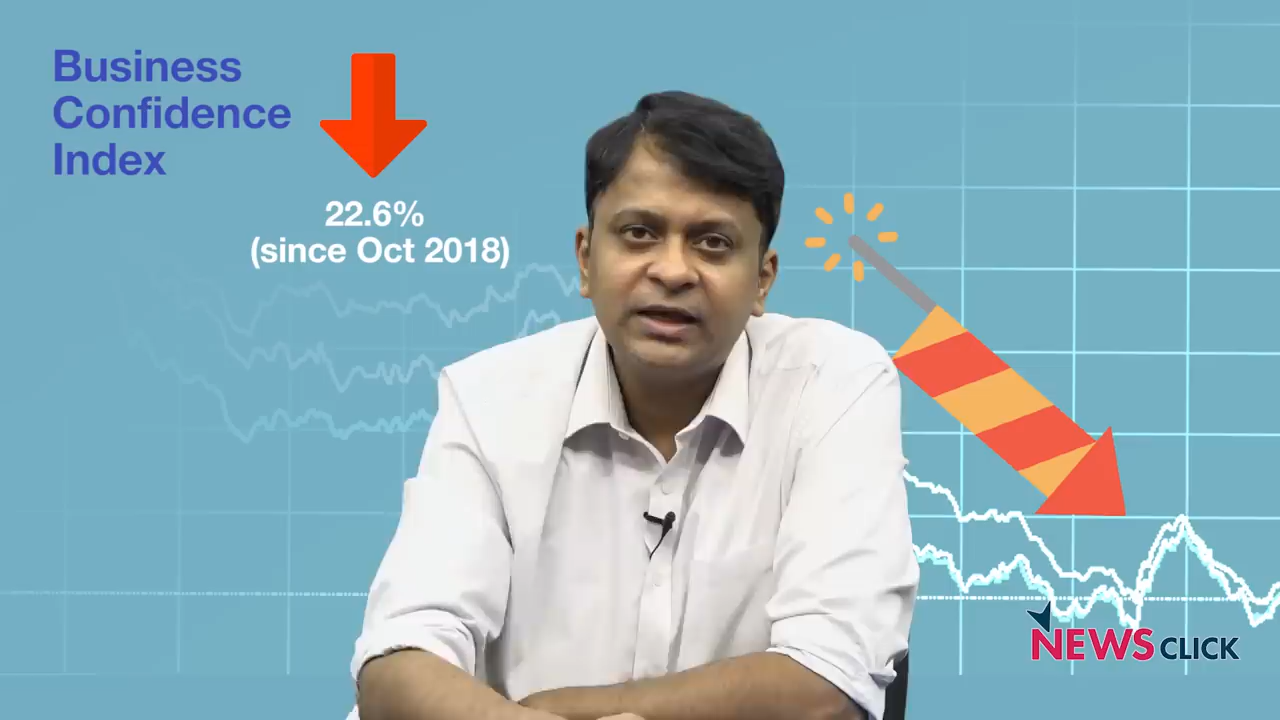 Business
Confidence
Index
22.6%
(since Oct 2018)
NEWSCLICK